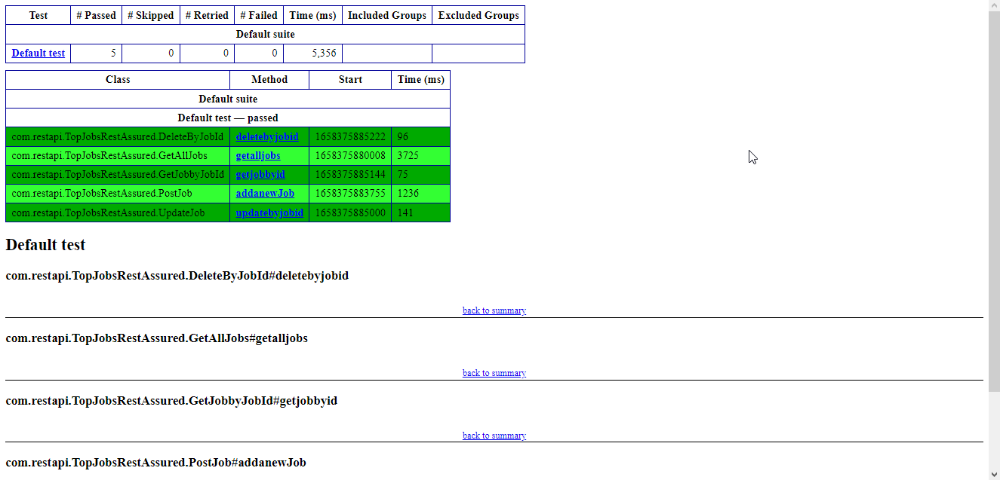 Test # Passed # Skipped # Retried # Failed Time (ms) Included Groups Excluded Groups
Default suite
Default test 5 0 0 0 5,356
Class Method Start Time (ms)
Default suite
Default test — passed
com.restapi.TopJobsRestAssured.DeleteByJobId deletebyjobid 1658375885222 96
com.restapi.TopJobsRestAssured.GetAllJobs getalljobs 1658375880008 3725
com.restapi.TopJobsRestAssured.GetJobbyJobId getjobbyid 1658375885144 75
com.restapi.TopJobsRestAssured.PostJob addanewJob 1658375883755 1236
com.restapi.TopJobsRestAssured.UpdateJob updatebyjobid 1658375885000 141
Default test
com.restapi.TopJobsRestAssured.DeleteByJobId#deletebyjobid
back to summary
com.restapi.TopJobsRestAssured.GetAllJobs#getalljobs
back to summary
com.restapi.TopJobsRestAssured.GetJobbyJobId#getjobbyid
back to summary
com.restapi.TopJobsRestAssured.PostJob#addanewJob